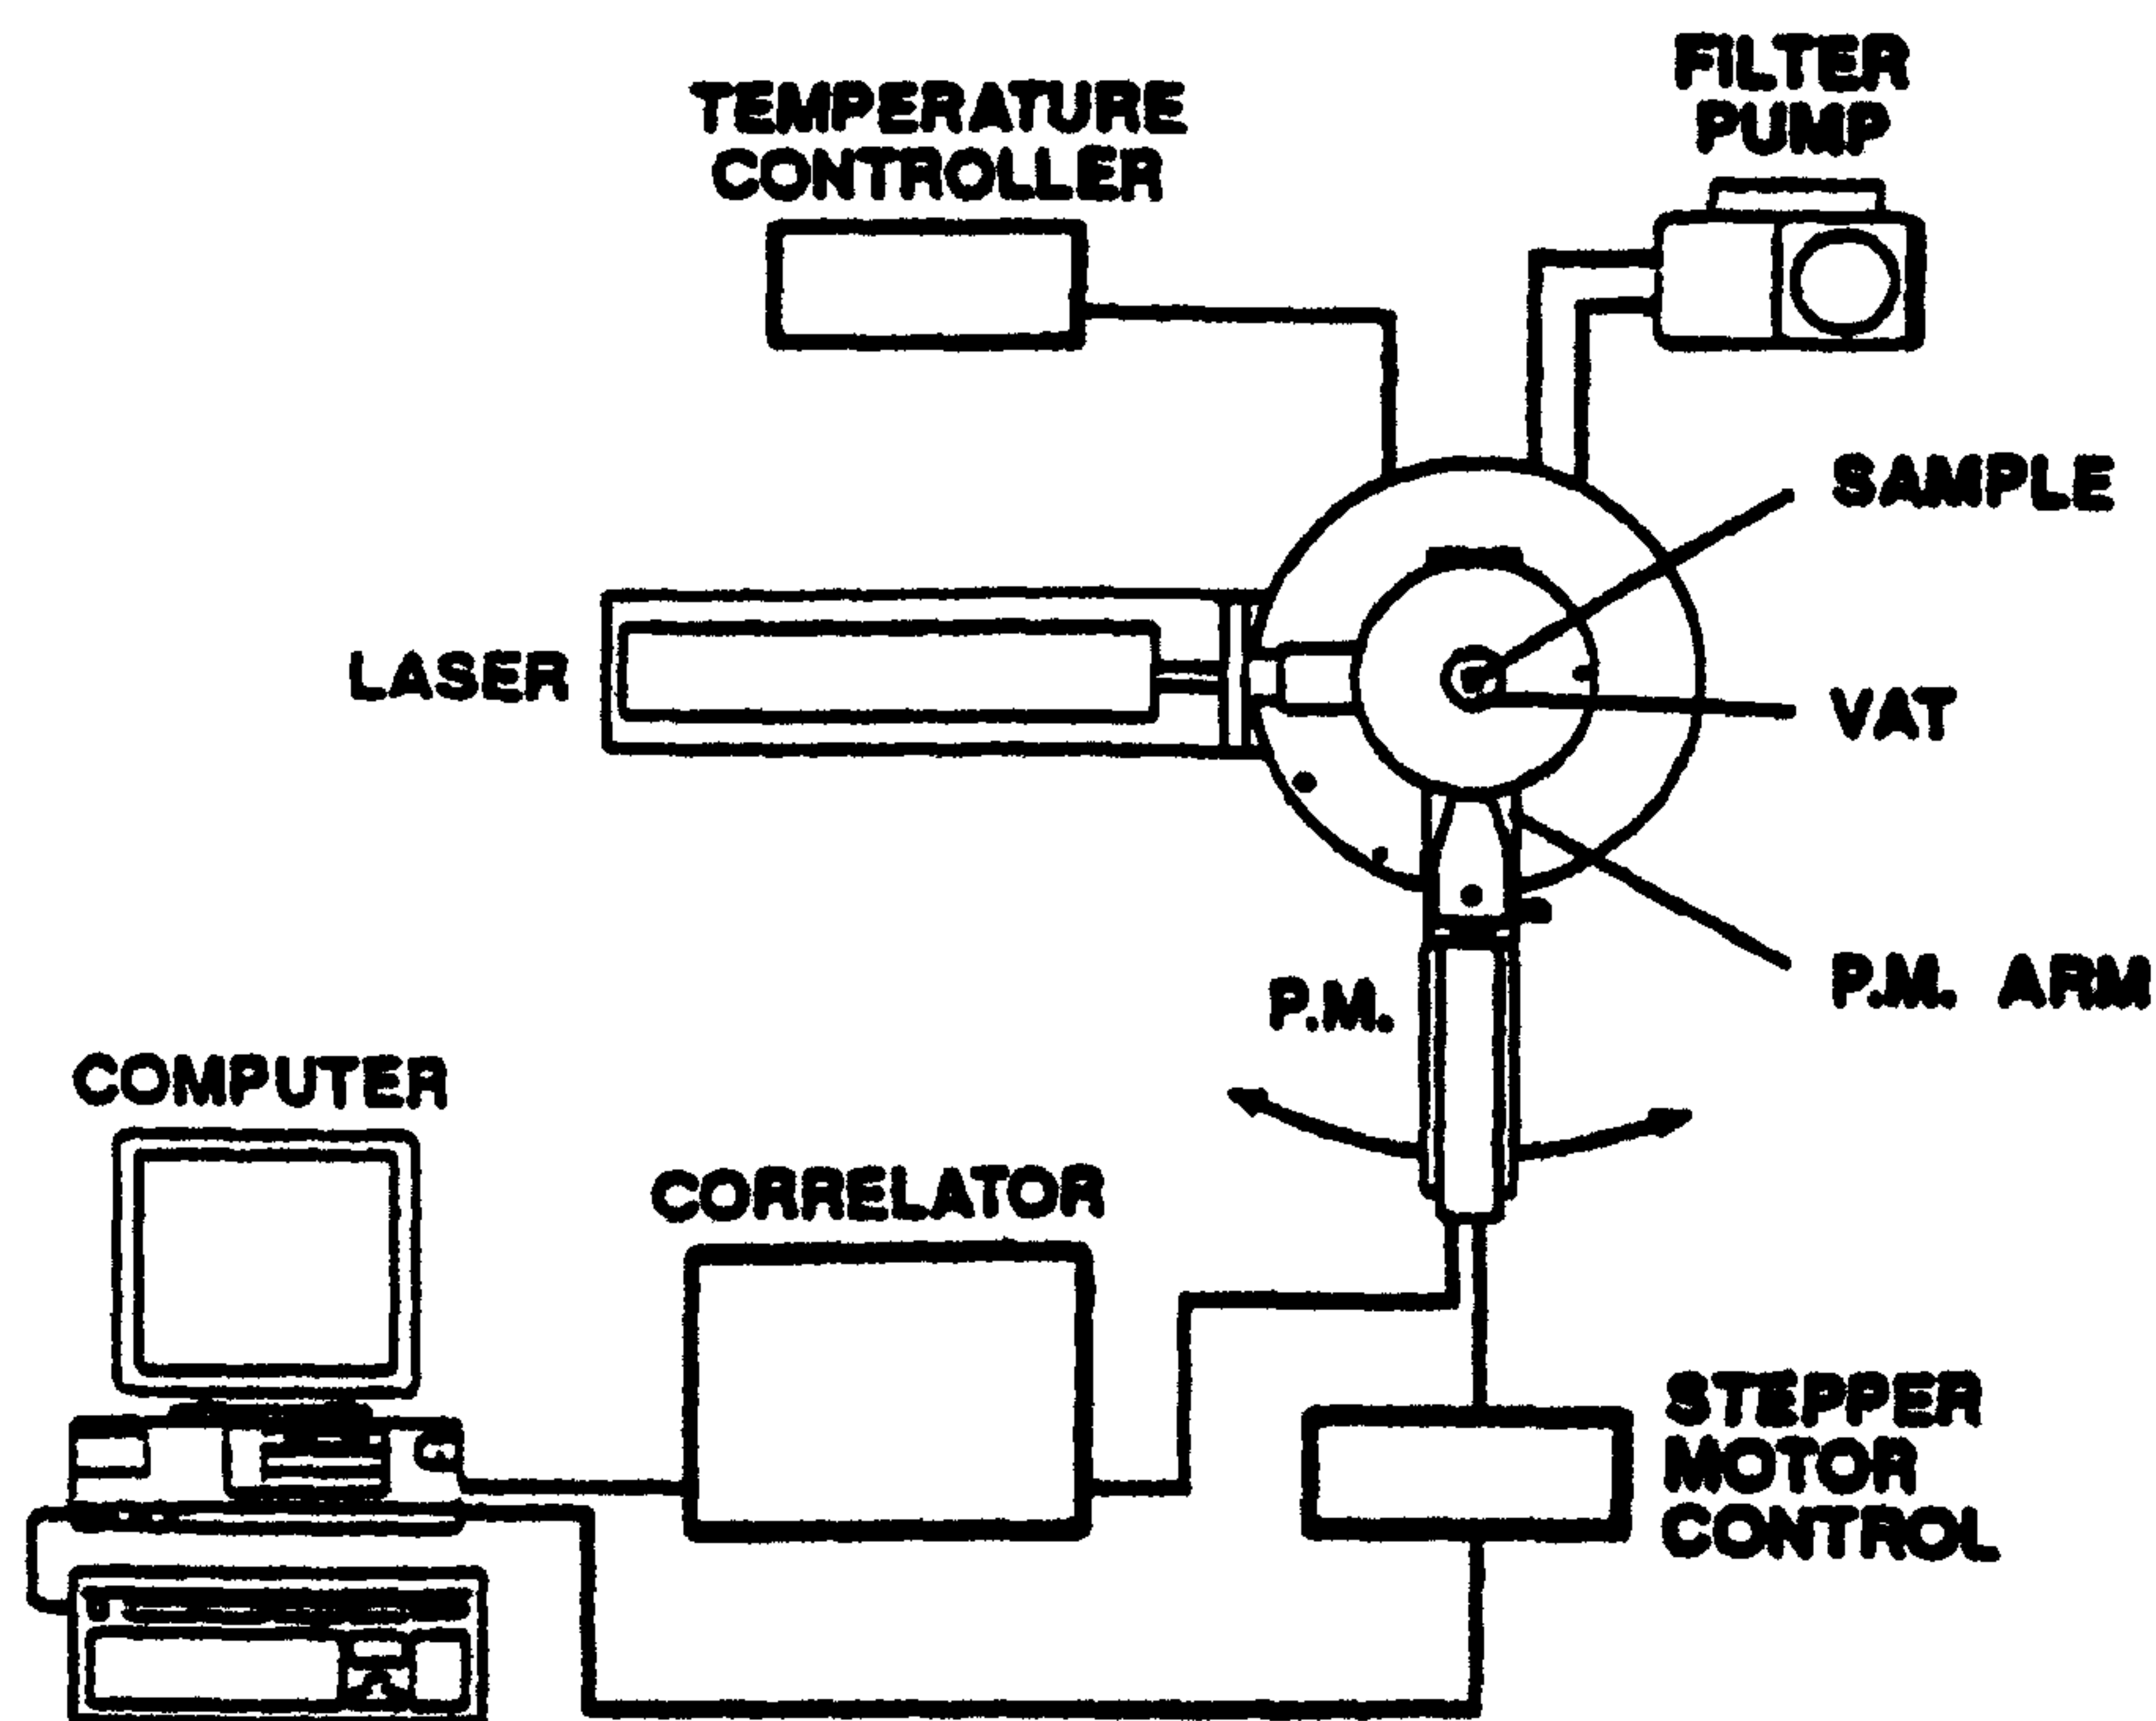 FILTER
PUMP
TEMPERATURE
CONTROLLER
SAMPLE
LASER
VAT
P.M. ARM
P.M.
COMPUTER
CORRELATOR
STEPPER
MOTOR
CONTROL